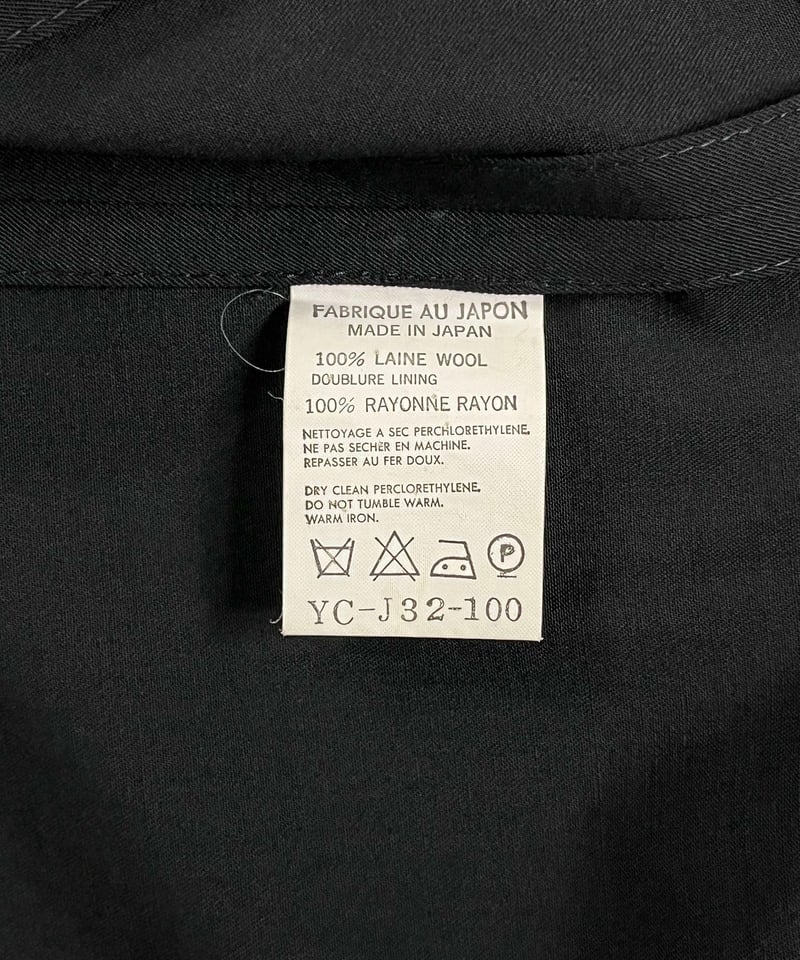 FABRIQUE AU JAPON
MADE IN JAPAN
100% LAINE WOOL
DOUBLURE LINING
100% RAYONNE RAYON
NETTOYAGE A SEC PERCHLORETHYLENE.
NE PAS SECHER EN MACHINE.
REPASSER AU FER DOUX.
DRY CLEAN PERCLORETHYLENE.
DO NOT TUMBLE WARM.
WARM IRON.
P
YC-J32-100